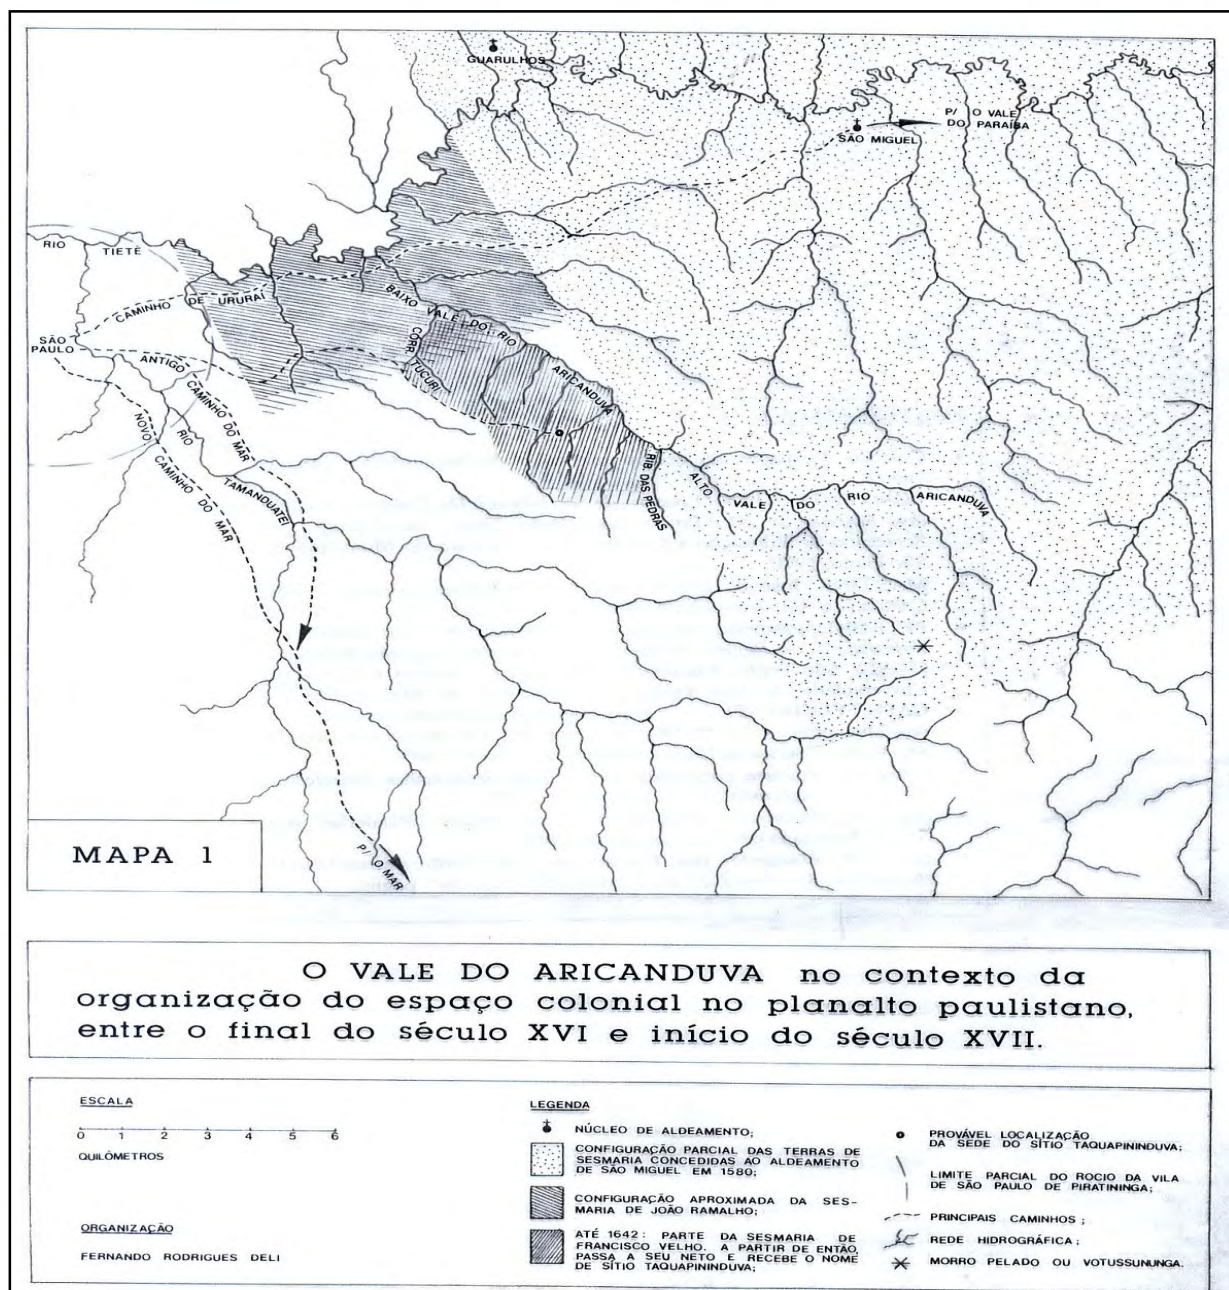 GUARULHOS
P/ O VALE
DO PARAÍBA
SÃO MIGUEL
RIO TIETÊ
CAMINHO DE URURAÍ
BAIXO VALE DO RIO ARICANDUVA
CORR. TUCURI
SÃO
PAULO
ANTIGO CAMINHO DO MAR
NOVO CAMINHO DO MAR
RIO TAMANDUATEÍ
RIB. DAS PEDRAS
ALTO VALE DO RIO ARICANDUVA
P/ O MAR
MAPA 1
O VALE DO ARICANDUVA no contexto da
organização do espaço colonial no planalto paulistano,
entre o final do século XVI e início do século XVII.
ESCALA
0 1 2 3 4 5 6
QUILÔMETROS
ORGANIZAÇÃO
FERNANDO RODRIGUES DELI
LEGENDA
NÚCLEO DE ALDEAMENTO;
CONFIGURAÇÃO PARCIAL DAS TERRAS DE
SESMARIA CONCEDIDAS AO ALDEAMENTO
DE SÃO MIGUEL EM 1580;
CONFIGURAÇÃO APROXIMADA DA SES-
MARIA DE JOÃO RAMALHO;
ATÉ 1642: PARTE DA SESMARIA DE
FRANCISCO VELHO. A PARTIR DE ENTÃO,
PASSA A SEU NETO E RECEBE O NOME
DE SÍTIO TAQUAPININDUVA;
PROVÁVEL LOCALIZAÇÃO
DA SEDE DO SÍTIO TAQUAPININDUVA;
LIMITE PARCIAL DO ROCIO DA VILA
DE SÃO PAULO DE PIRATININGA;
PRINCIPAIS CAMINHOS;
REDE HIDROGRÁFICA;
MORRO PELADO OU VOTUSSUNUNGA.